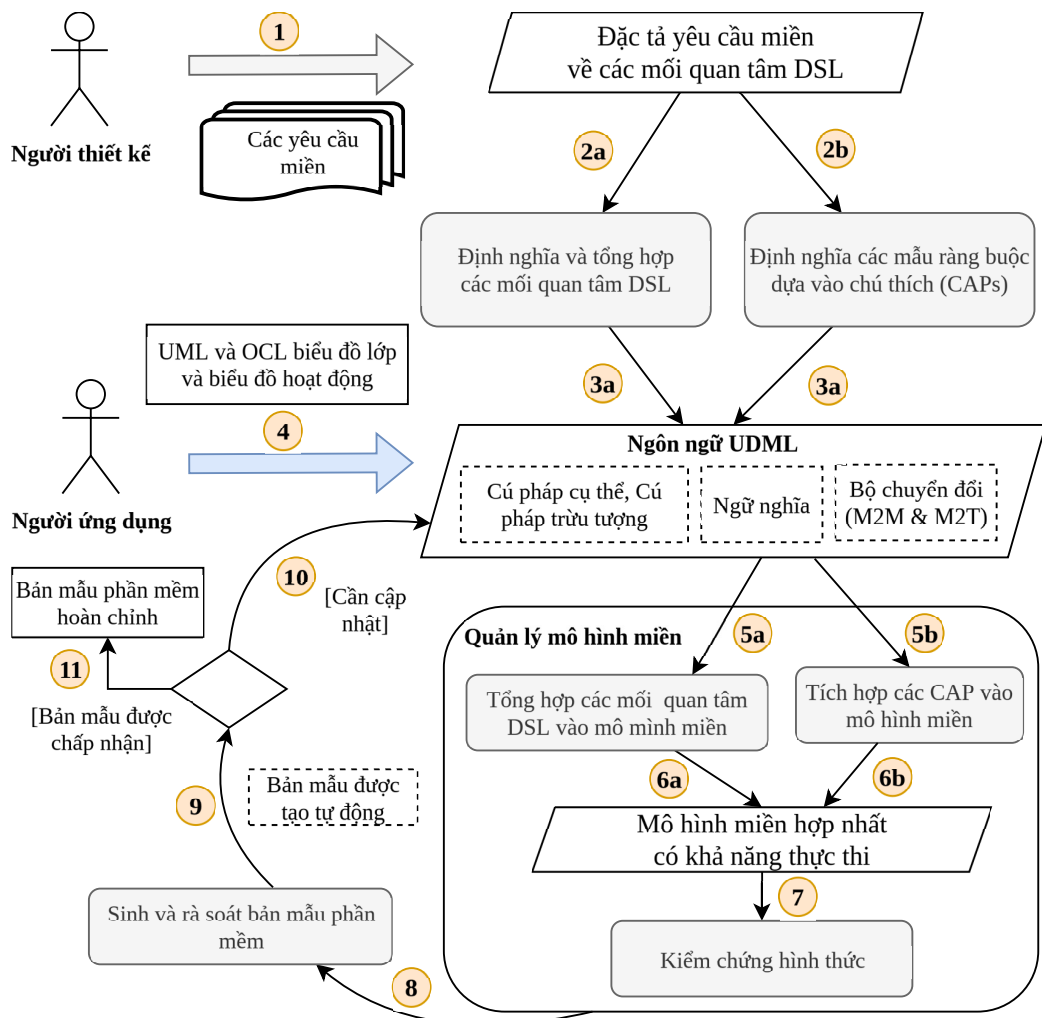 1
Đặc tả yêu cầu miền
về các mối quan tâm DSL
Người thiết kế
Các yêu cầu
miền
2a
2b
Định nghĩa và tổng hợp
các mối quan tâm DSL
Định nghĩa các mẫu ràng buộc
dựa vào chú thích (CAPs)
UML và OCL biểu đồ lớp
và biểu đồ hoạt động
3a
3a
4
Người ứng dụng
Ngôn ngữ UDML
Cú pháp cụ thể, Cú
pháp trừu tượng
Ngữ nghĩa
Bộ chuyển đổi
(M2M & M2T)
10
[Cần cập
nhật]
Bản mẫu phần mềm
hoàn chỉnh
11
[Bản mẫu được
chấp nhận]
Quản lý mô hình miền
5a
5b
Tổng hợp các mối quan tâm
DSL vào mô mình miền
Tích hợp các CAP vào
mô hình miền
6a
6b
9
Bản mẫu được
tạo tự động
Mô hình miền hợp nhất
có khả năng thực thi
7
Sinh và rà soát bản mẫu phần
mềm
Kiểm chứng hình thức
8